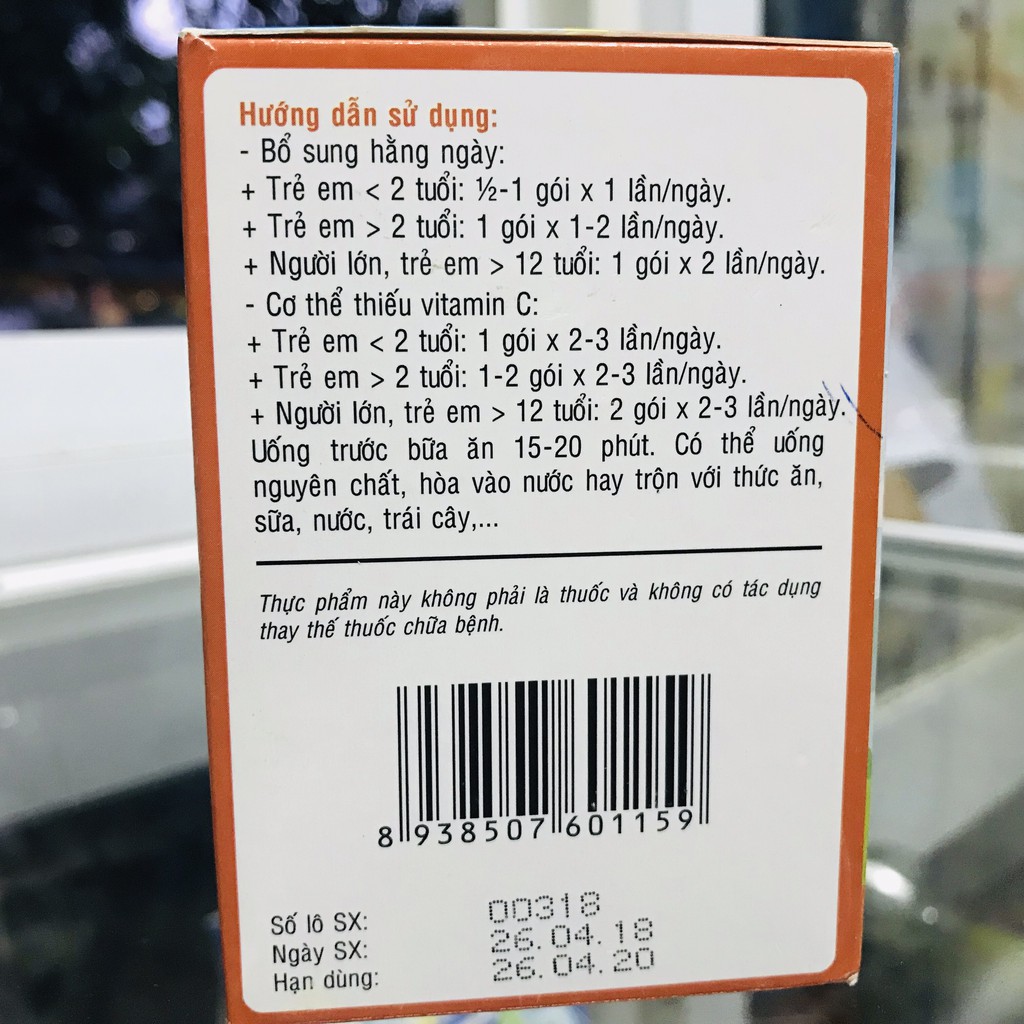 Hướng dẫn sử dụng:
- Bổ sung hằng ngày:
+ Trẻ em < 2 tuổi: ½-1 gói x 1 lần/ngày.
+ Trẻ em > 2 tuổi: 1 gói x 1-2 lần/ngày.
+ Người lớn, trẻ em > 12 tuổi: 1 gói x 2 lần/ngày.
- Cơ thể thiếu vitamin C:
+ Trẻ em < 2 tuổi: 1 gói x 2-3 lần/ngày.
+ Trẻ em > 2 tuổi: 1-2 gói x 2-3 lần/ngày.
+ Người lớn, trẻ em > 12 tuổi: 2 gói x 2-3 lần/ngày.
Uống trước bữa ăn 15-20 phút. Có thể uống
nguyên chất, hòa vào nước hay trộn với thức ăn,
sữa, nước, trái cây,...
Thực phẩm này không phải là thuốc và không có tác dụng
thay thế thuốc chữa bệnh.
8 938507 601159
Số lô SX: 00318
Ngày SX: 26.04.18
Hạn dùng: 26.04.20